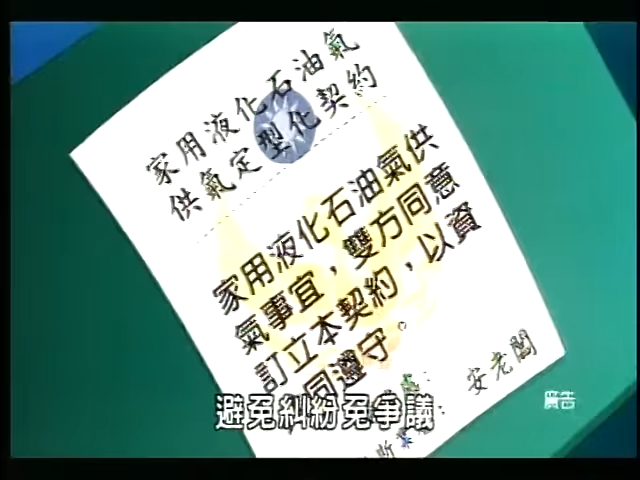 家用液化石油氣
供氣定型化契約
家用液化石油氣供
氣事宜，雙方同意
訂立本契約，以資
同遵守。
安老闆
避免糾紛免爭議
廣告